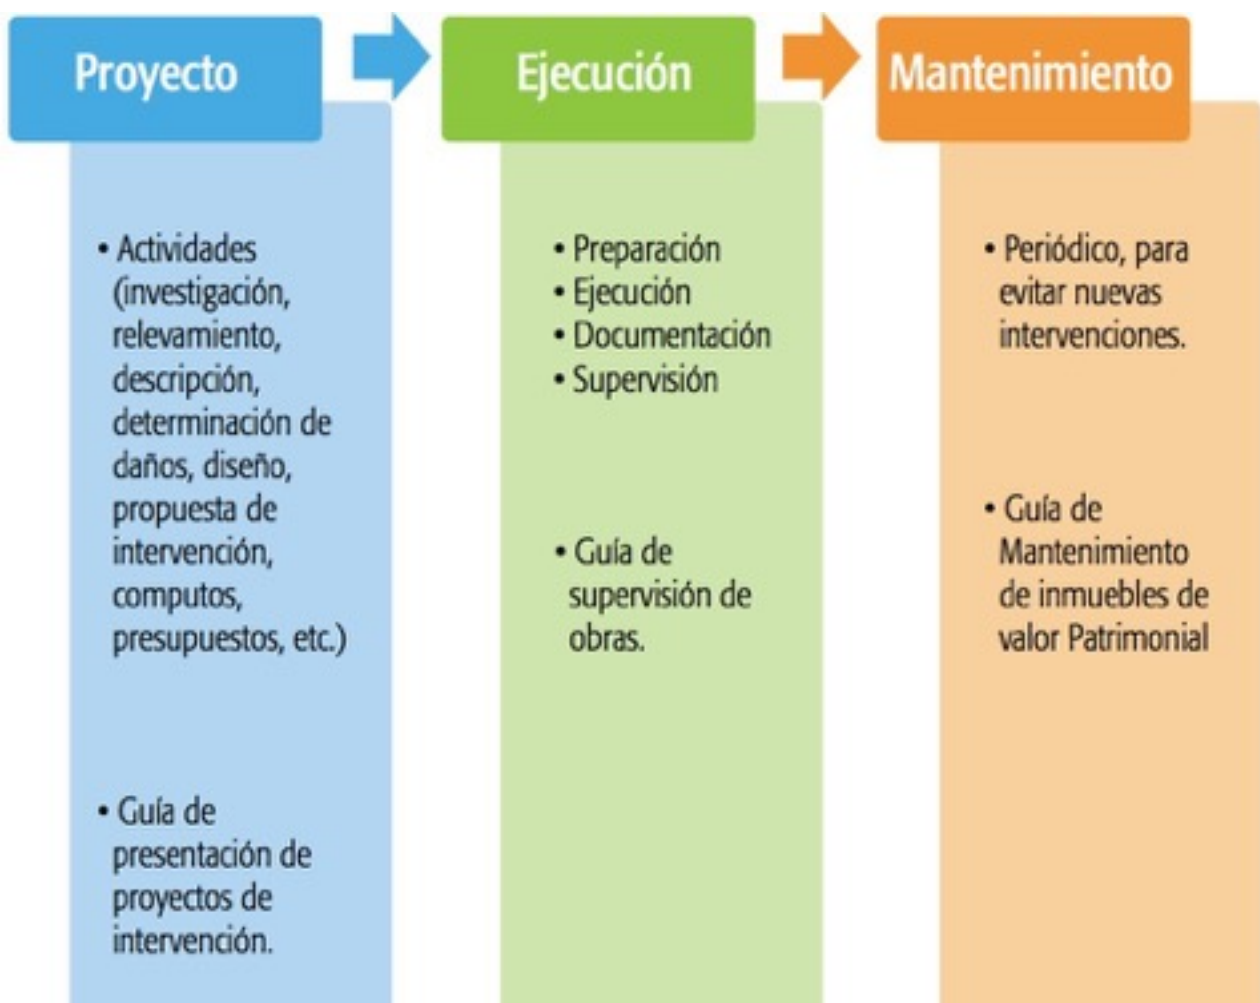 Proyecto
• Actividades
(investigación,
relevamiento,
descripción,
determinación de
daños, diseño,
propuesta de
intervención,
computos,
presupuestos, etc.)
• Guía de
presentación de
proyectos de
intervención.
Ejecución
• Preparación
• Ejecución
• Documentación
• Supervisión
• Guía de
supervisión de
obras.
Mantenimiento
• Periódico, para
evitar nuevas
intervenciones.
• Guía de
Mantenimiento
de inmuebles de
valor Patrimonial